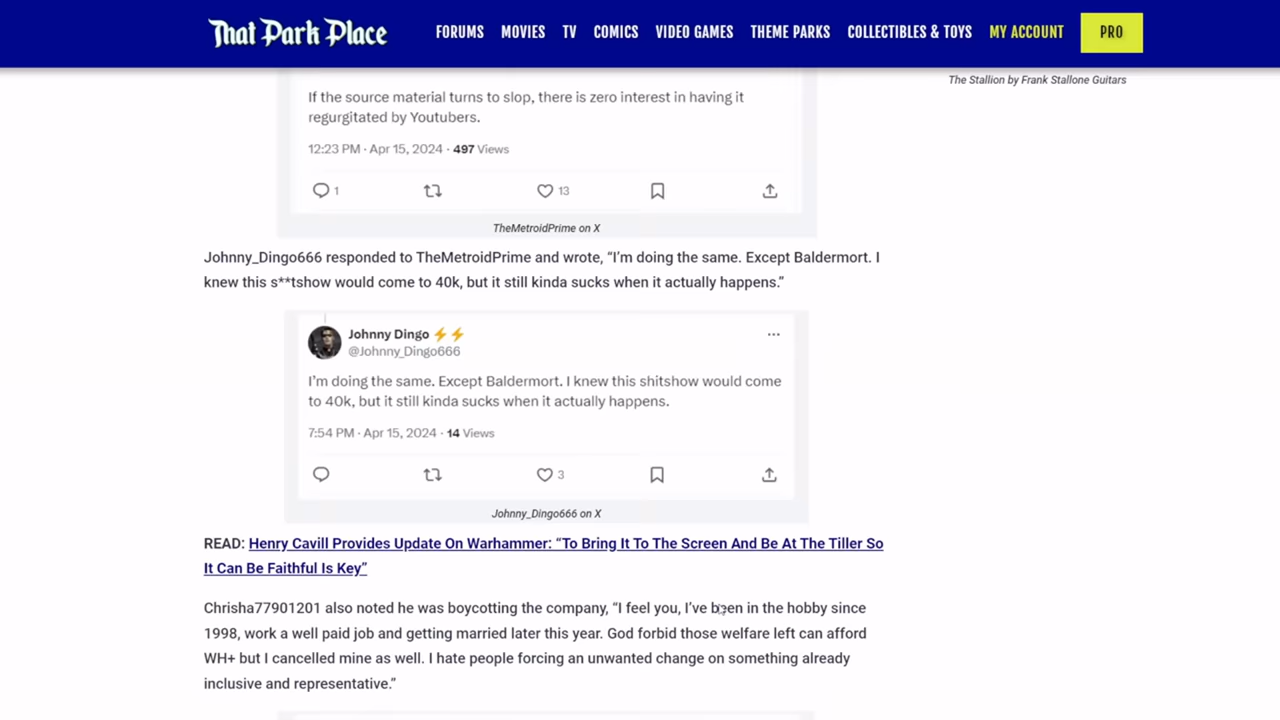 That Park Place
FORUMS MOVIES TV COMICS VIDEO GAMES THEME PARKS COLLECTIBLES & TOYS MY ACCOUNT PRO
The Stallion by Frank Stallone Guitars
If the source material turns to slop, there is zero interest in having it
regurgitated by Youtubers.
12:23 PM · Apr 15, 2024 · 497 Views
1 13
TheMetroidPrime on X
Johnny_Dingo666 responded to TheMetroidPrime and wrote, “I’m doing the same. Except Baldermort. I
knew this s**tshow would come to 40k, but it still kinda sucks when it actually happens.”
Johnny Dingo ⚡⚡
@Johnny_Dingo666
I’m doing the same. Except Baldermort. I knew this shitshow would come
to 40k, but it still kinda sucks when it actually happens.
7:54 PM · Apr 15, 2024 · 14 Views
3
Johnny_Dingo666 on X
READ: Henry Cavill Provides Update On Warhammer: “To Bring It To The Screen And Be At The Tiller So
It Can Be Faithful Is Key”
Chrisha77901201 also noted he was boycotting the company, “I feel you, I’ve been in the hobby since
1998, work a well paid job and getting married later this year. God forbid those welfare left can afford
WH+ but I cancelled mine as well. I hate people forcing an unwanted change on something already
inclusive and representative.”